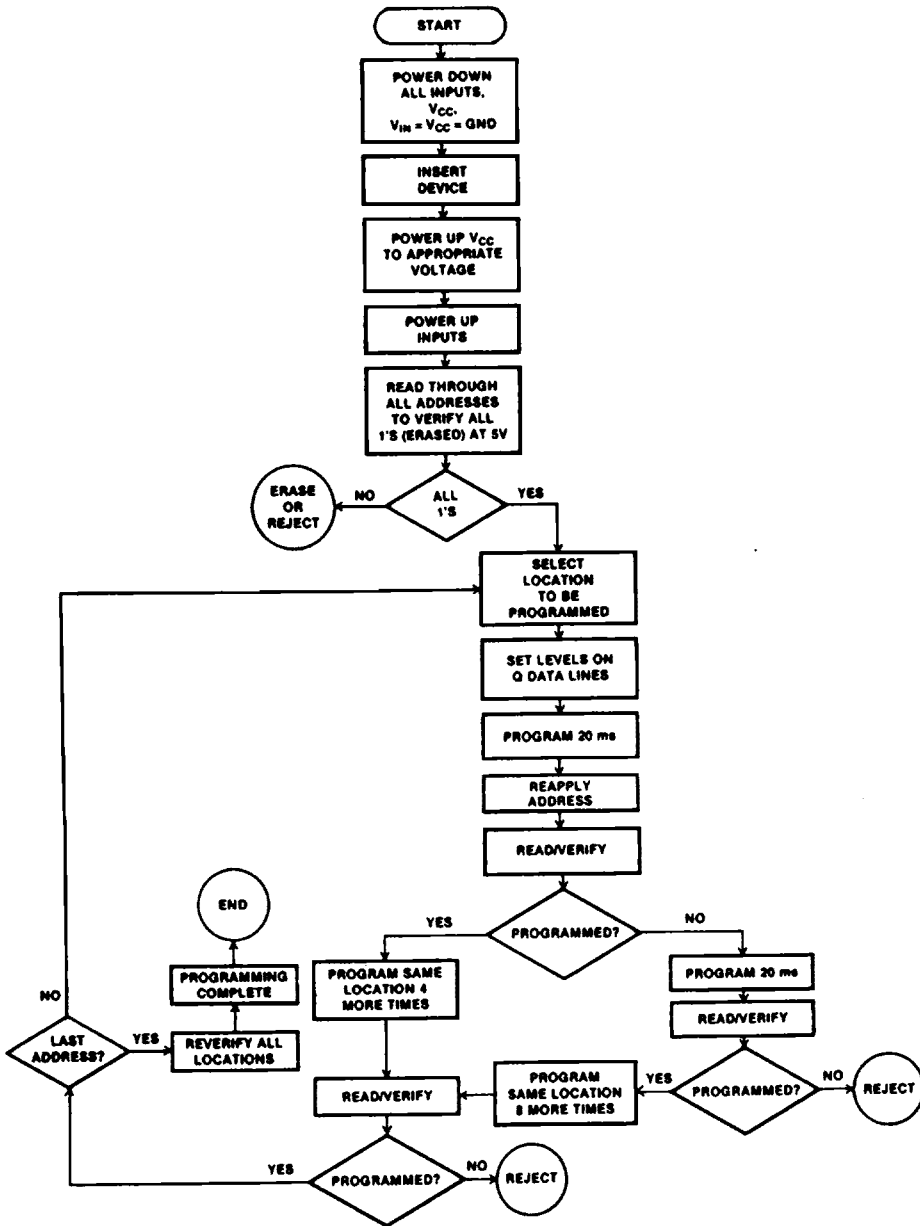 START
POWER DOWN
ALL INPUTS,
VCC,
VIN = VCC = GND
INSERT
DEVICE
POWER UP VCC
TO APPROPRIATE
VOLTAGE
POWER UP
INPUTS
READ THROUGH
ALL ADDRESSES
TO VERIFY ALL
1'S (ERASED) AT 5V
ERASE
OR
REJECT
NO
ALL
1'S
YES
SELECT
LOCATION
TO BE
PROGRAMMED
SET LEVELS ON
Q DATA LINES
PROGRAM 20 ms
REAPPLY
ADDRESS
READ/VERIFY
PROGRAMMED?
YES
NO
PROGRAM SAME
LOCATION 4
MORE TIMES
PROGRAM 20 ms
READ/VERIFY
PROGRAMMED?
NO
REJECT
YES
PROGRAM
SAME LOCATION
8 MORE TIMES
READ/VERIFY
PROGRAMMED?
NO
REJECT
YES
LAST
ADDRESS?
NO
YES
REVERIFY ALL
LOCATIONS
PROGRAMMING
COMPLETE
END